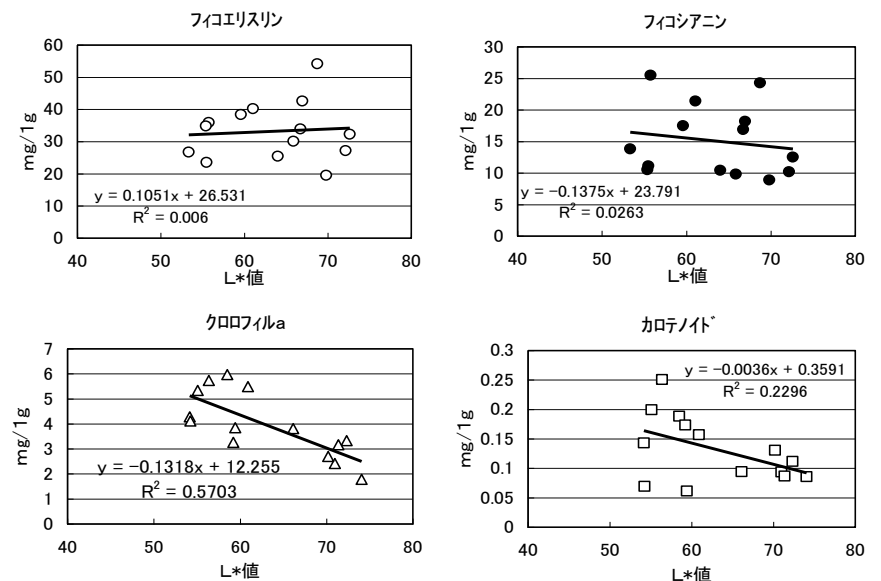 フィコエリスリン
60
50
40
30
20
10
0
mg/1g
y = 0.1051x + 26.531
R² = 0.006
40 50 60 70 80
L*値
フィコシアニン
30
25
20
15
10
5
0
mg/1g
y = −0.1375x + 23.791
R² = 0.0263
40 50 60 70 80
L*値
クロロフィルa
7
6
5
4
3
2
1
0
mg/1g
y = −0.1318x + 12.255
R² = 0.5703
40 50 60 70 80
L*値
カロテノイド
0.3
0.25
0.2
0.15
0.1
0.05
0
mg/1g
y = −0.0036x + 0.3591
R² = 0.2296
40 50 60 70 80
L*値